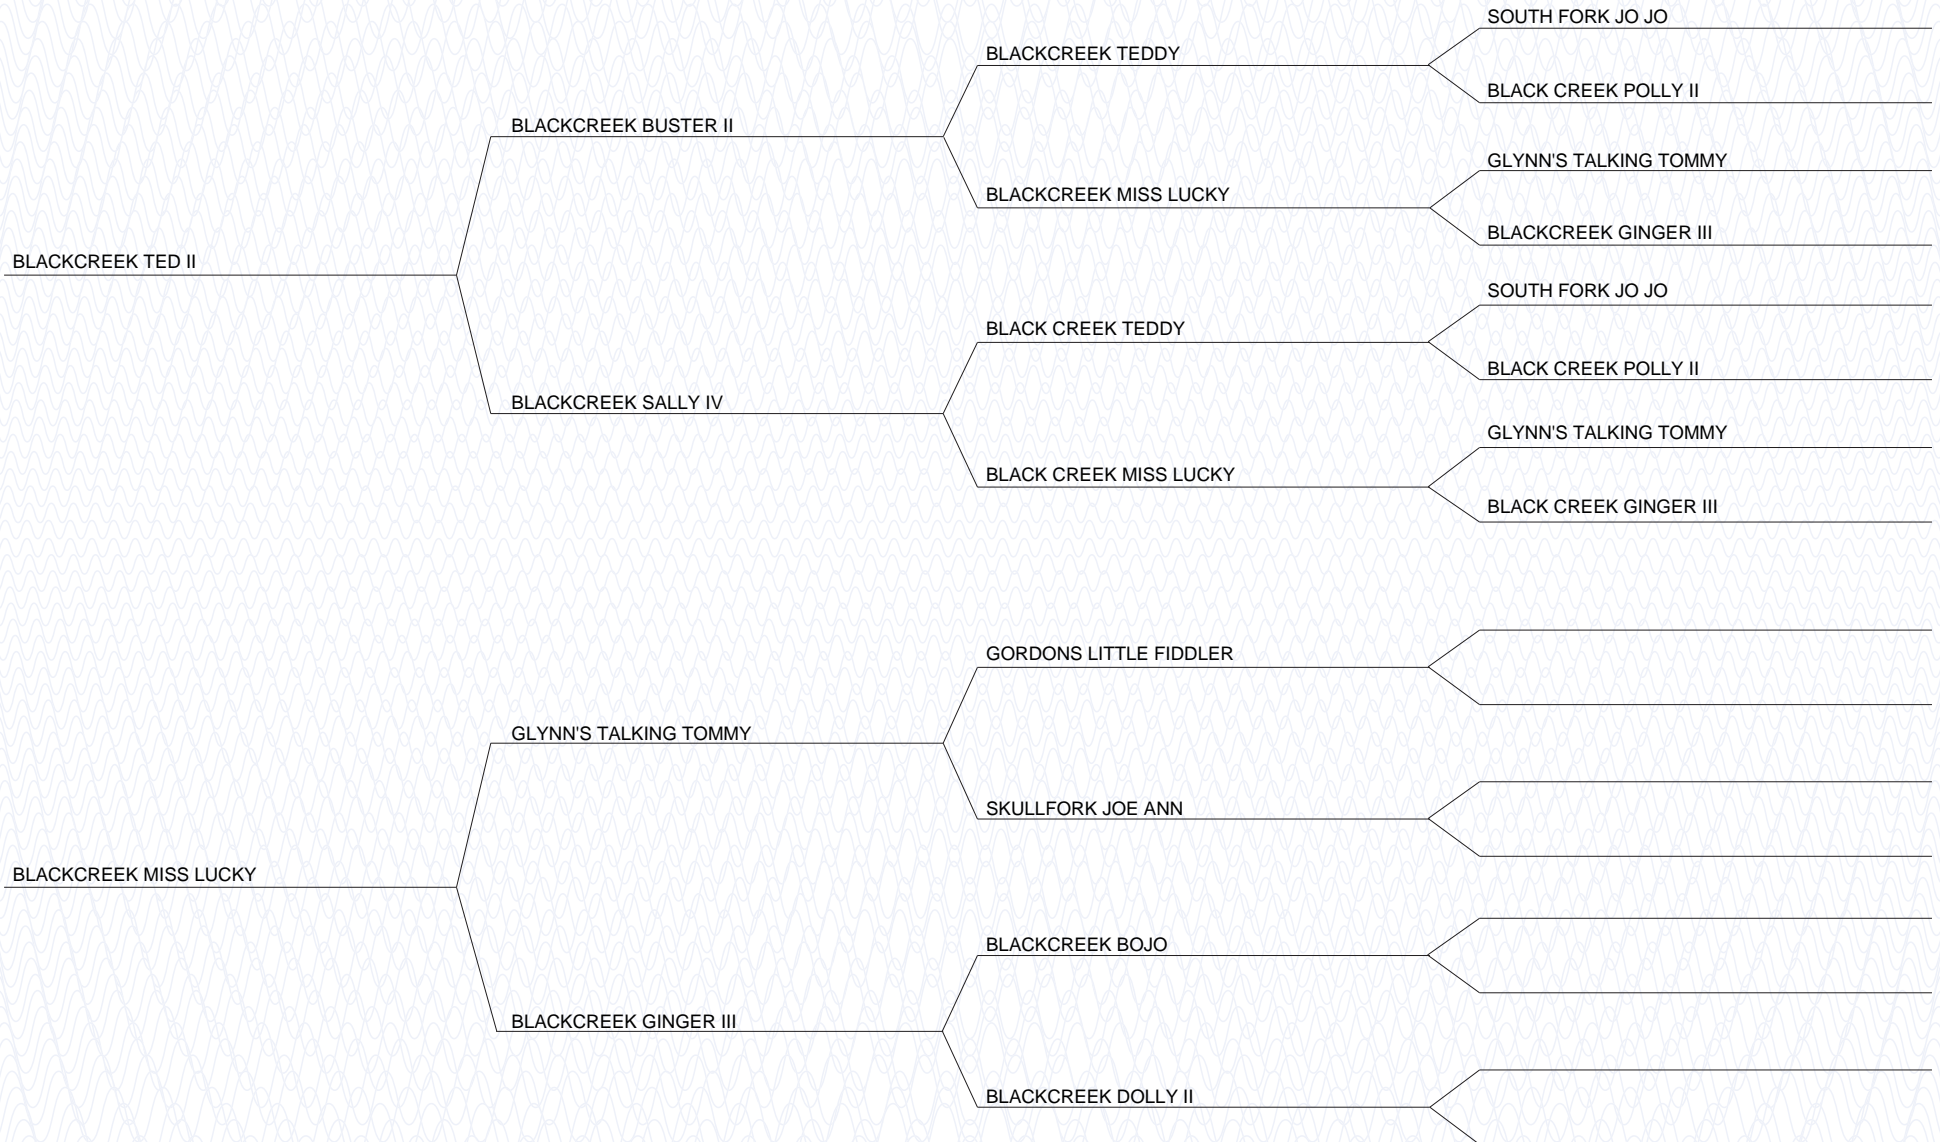 SOUTH FORK JO JO
BLACKCREEK TEDDY
BLACK CREEK POLLY II
BLACKCREEK BUSTER II
GLYNN'S TALKING TOMMY
BLACKCREEK MISS LUCKY
BLACKCREEK GINGER III
BLACKCREEK TED II
SOUTH FORK JO JO
BLACK CREEK TEDDY
BLACK CREEK POLLY II
BLACKCREEK SALLY IV
GLYNN'S TALKING TOMMY
BLACK CREEK MISS LUCKY
BLACK CREEK GINGER III
GORDONS LITTLE FIDDLER
GLYNN'S TALKING TOMMY
SKULLFORK JOE ANN
BLACKCREEK MISS LUCKY
BLACKCREEK BOJO
BLACKCREEK GINGER III
BLACKCREEK DOLLY II